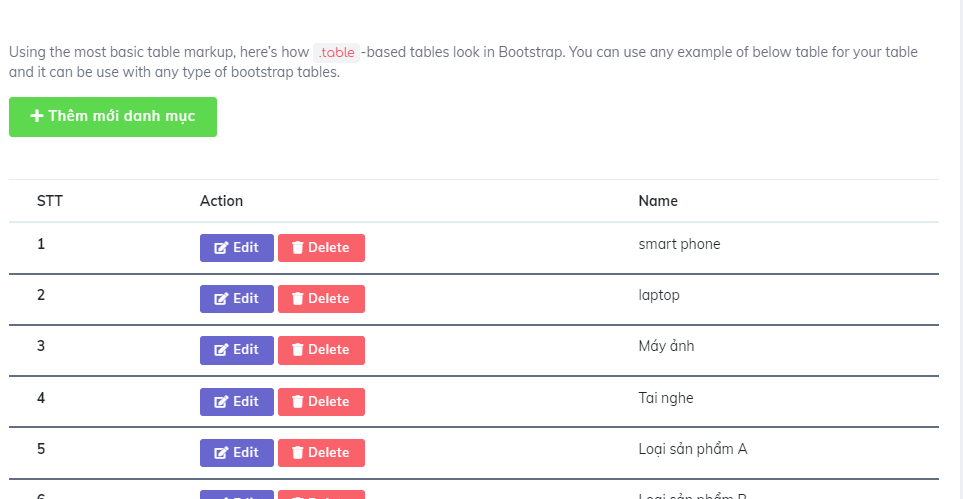 Using the most basic table markup, here's how .table -based tables look in Bootstrap. You can use any example of below table for your table
and it can be use with any type of bootstrap tables.
Thêm mới danh mục
STT Action Name
1 Edit Delete smart phone
2 Edit Delete laptop
3 Edit Delete Máy ảnh
4 Edit Delete Tai nghe
5 Edit Delete Loại sản phẩm A